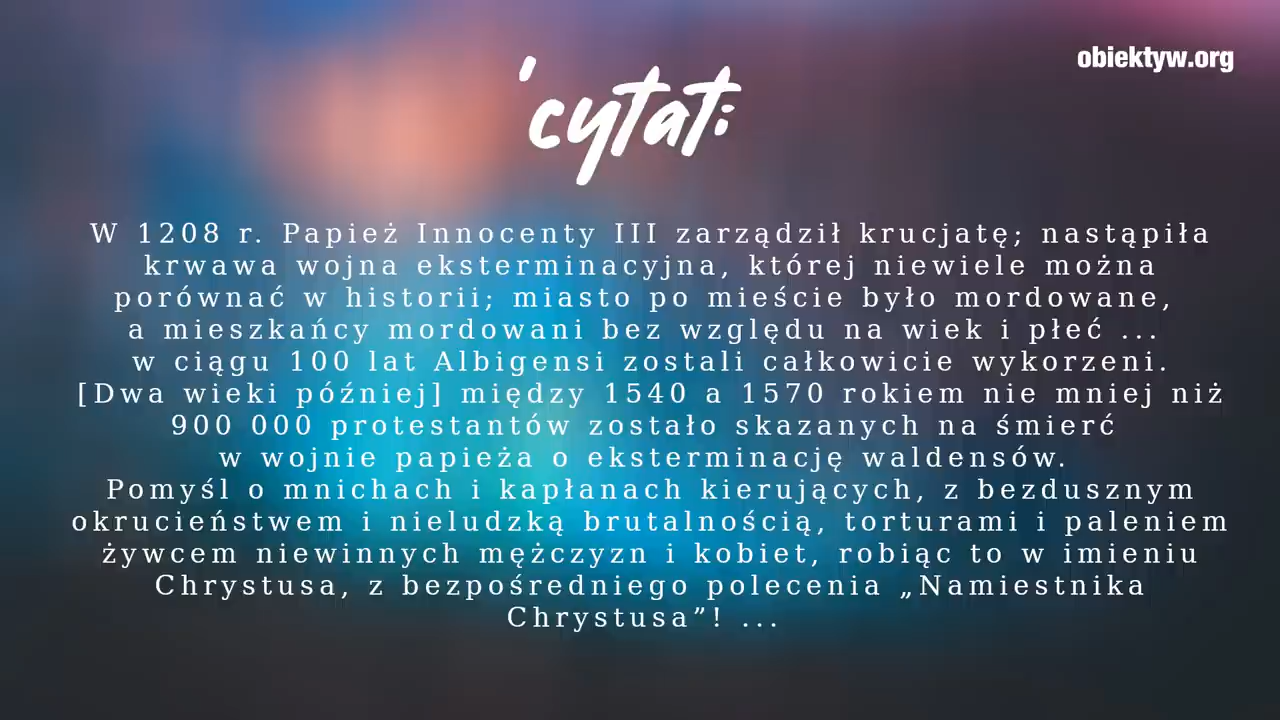 obiektyw.org
'cytat:
W 1208 r. Papież Innocenty III zarządził krucjatę; nastąpiła
krwawa wojna eksterminacyjna, której niewiele można
porównać w historii; miasto po mieście było mordowane,
a mieszkańcy mordowani bez względu na wiek i płeć ...
w ciągu 100 lat Albigensi zostali całkowicie wykorzeni.
[Dwa wieki później] między 1540 a 1570 rokiem nie mniej niż
900 000 protestantów zostało skazanych na śmierć
w wojnie papieża o eksterminację waldensów.
Pomyśl o mnichach i kapłanach kierujących, z bezdusznym
okrucieństwem i nieludzką brutalnością, torturami i paleniem
żywcem niewinnych mężczyzn i kobiet, robiąc to w imieniu
Chrystusa, z bezpośredniego polecenia „Namiestnika
Chrystusa”! ...